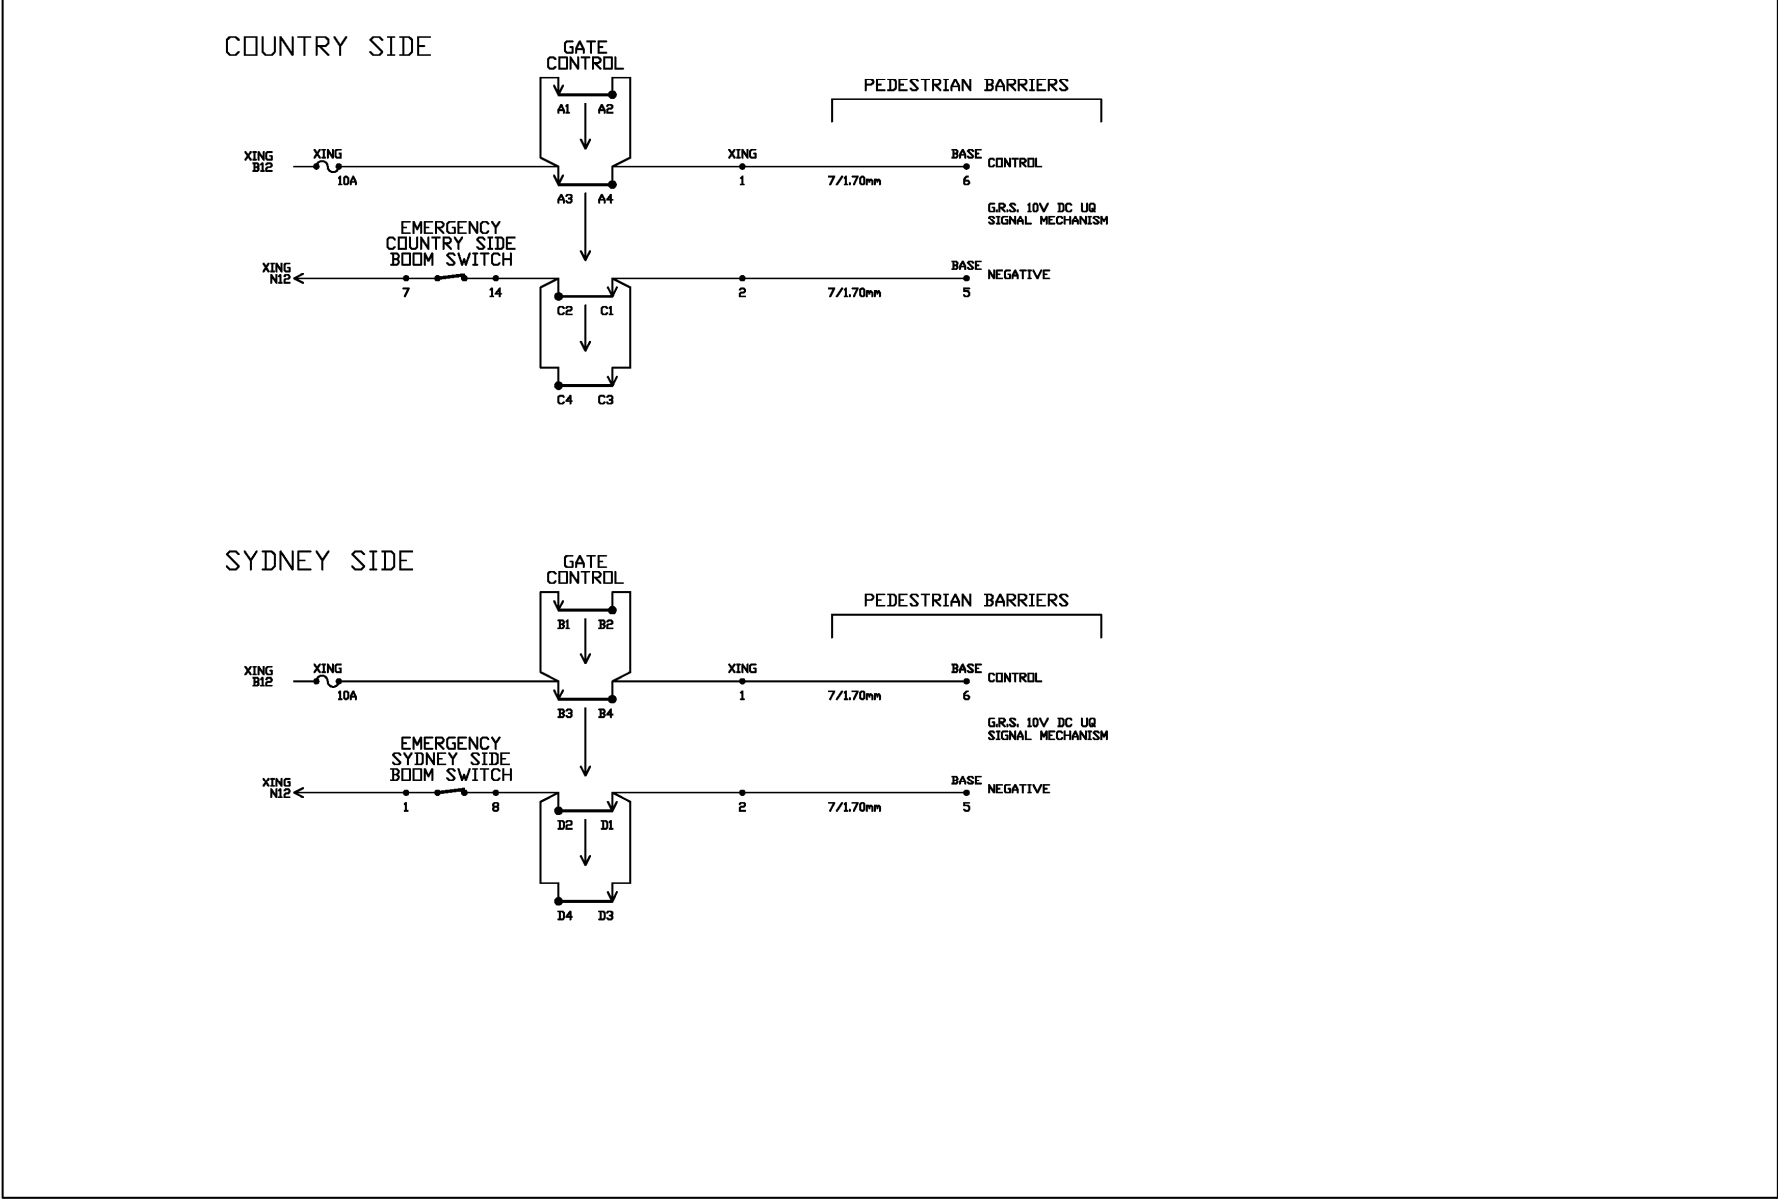 COUNTRY SIDE
GATE
CONTROL
PEDESTRIAN BARRIERS
A1 A2
XING
B12
XING
10A
XING
1
7/1.70mm
BASE
6
CONTROL
A3 A4
G.R.S. 10V DC UQ
SIGNAL MECHANISM
EMERGENCY
COUNTRY SIDE
BOOM SWITCH
XING
N12
7
14
2
7/1.70mm
BASE
5
NEGATIVE
C2 C1
C4 C3
SYDNEY SIDE
GATE
CONTROL
PEDESTRIAN BARRIERS
B1 B2
XING
B12
XING
10A
XING
1
7/1.70mm
BASE
6
CONTROL
B3 B4
G.R.S. 10V DC UQ
SIGNAL MECHANISM
EMERGENCY
SYDNEY SIDE
BOOM SWITCH
XING
N12
1
8
2
7/1.70mm
BASE
5
NEGATIVE
D2 D1
D4 D3